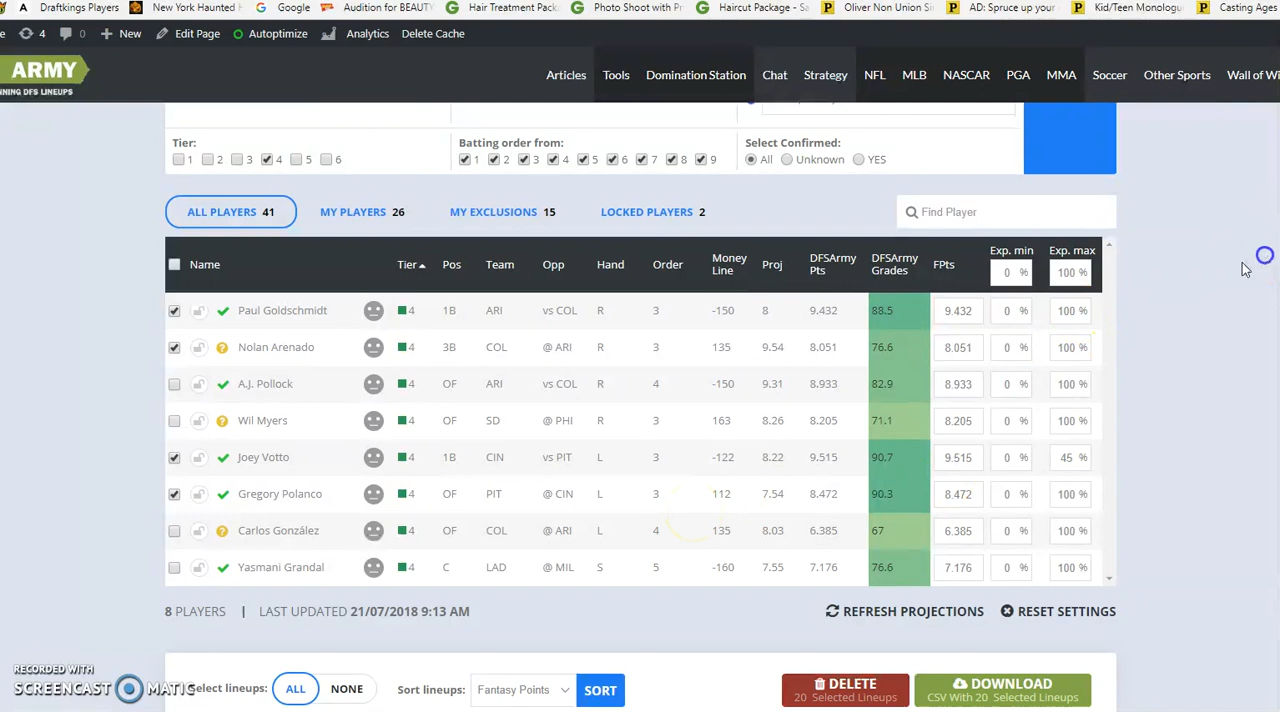 Draftkings Players New York Haunted Google Audition for BEAUTY Hair Treatment Pack Photo Shoot with Pr Haircut Package - Sa Oliver Non Union Si AD: Spruce up your Kid/Teen Monologu Casting Ages
e 4 0 New Edit Page Autoptimize Analytics Delete Cache
ARMY
NNING DFS LINEUPS
Articles Tools Domination Station Chat Strategy NFL MLB NASCAR PGA MMA Soccer Other Sports Wall of Wi
Tier: Batting order from: Select Confirmed:
1 2 3 4 5 6 1 2 3 4 5 6 7 8 9 All Unknown YES
ALL PLAYERS 41 MY PLAYERS 26 MY EXCLUSIONS 15 LOCKED PLAYERS 2 Find Player
Name Tier Pos Team Opp Hand Order Money Line Proj DFSArmy Pts DFSArmy Grades FPts Exp. min 0 % Exp. max 100 %
Paul Goldschmidt 4 1B ARI vs COL R 3 -150 8 9.432 88.5 9.432 0 % 100 %
? Nolan Arenado 4 3B COL @ ARI R 3 135 9.54 8.051 76.6 8.051 0 % 100 %
A.J. Pollock 4 OF ARI vs COL R 4 -150 9.31 8.933 82.9 8.933 0 % 100 %
? Wil Myers 4 OF SD @ PHI R 3 163 8.26 8.205 71.1 8.205 0 % 100 %
Joey Votto 4 1B CIN vs PIT L 3 -122 8.22 9.515 90.7 9.515 0 % 45 %
Gregory Polanco 4 OF PIT @ CIN L 3 112 7.54 8.472 90.3 8.472 0 % 100 %
? Carlos González 4 OF COL @ ARI L 4 135 8.03 6.385 67 6.385 0 % 100 %
Yasmani Grandal 4 C LAD @ MIL S 5 -160 7.55 7.176 76.6 7.176 0 % 100 %
8 PLAYERS | LAST UPDATED 21/07/2018 9:13 AM REFRESH PROJECTIONS RESET SETTINGS
RECORDED WITH
SCREENCAST MATIC
Select lineups: ALL NONE Sort lineups: Fantasy Points SORT DELETE DOWNLOAD
20 Selected Lineups CSV With 20 Selected Lineups